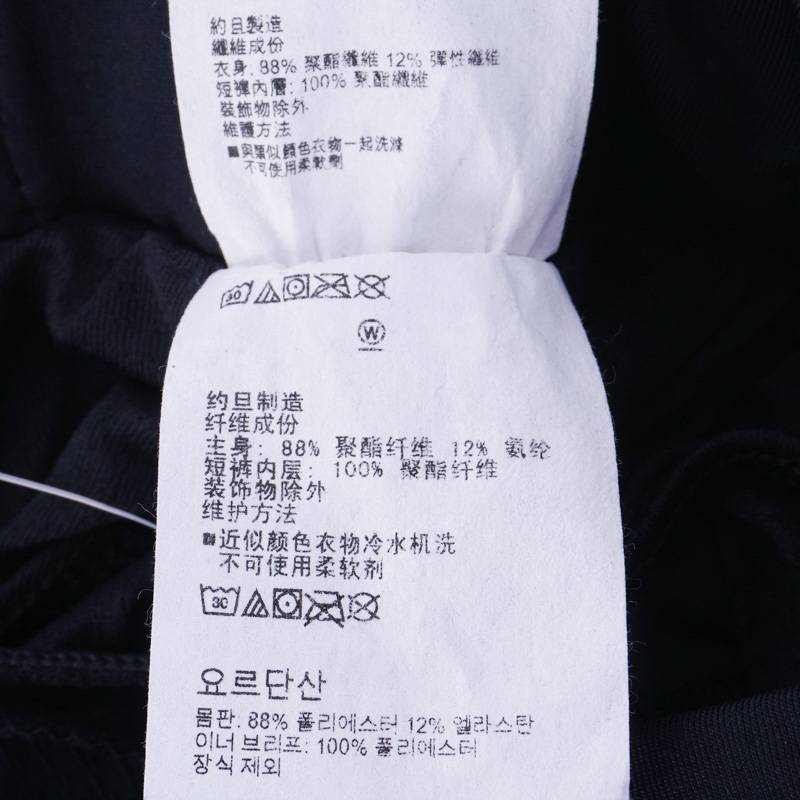 約旦製造
纖維成份
衣身: 88% 聚酯纖維 12% 彈性纖維
短褲內層: 100% 聚酯纖維
裝飾物除外
維護方法
■與類似顏色衣物一起洗滌
不可使用柔軟劑
30
W
约旦制造
纤维成份
主身: 88% 聚酯纤维 12% 氨纶
短裤内层: 100% 聚酯纤维
装饰物除外
维护方法
■近似颜色衣物冷水机洗
不可使用柔软剂
30
요르단산
몸판: 88% 폴리에스터 12% 엘라스탄
이너 브리프: 100% 폴리에스터
장식 제외